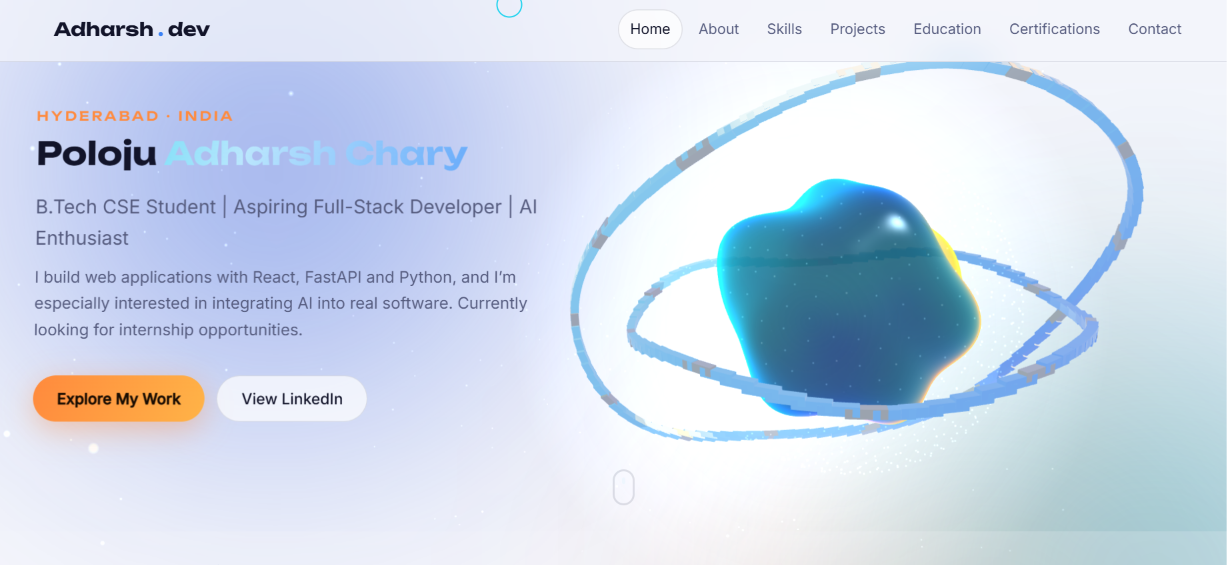 Adharsh.dev
Home About Skills Projects Education Certifications Contact
HYDERABAD · INDIA
Poloju Adharsh Chary
B.Tech CSE Student | Aspiring Full-Stack Developer | AI
Enthusiast
I build web applications with React, FastAPI and Python, and I’m
especially interested in integrating AI into real software. Currently
looking for internship opportunities.
Explore My Work View LinkedIn